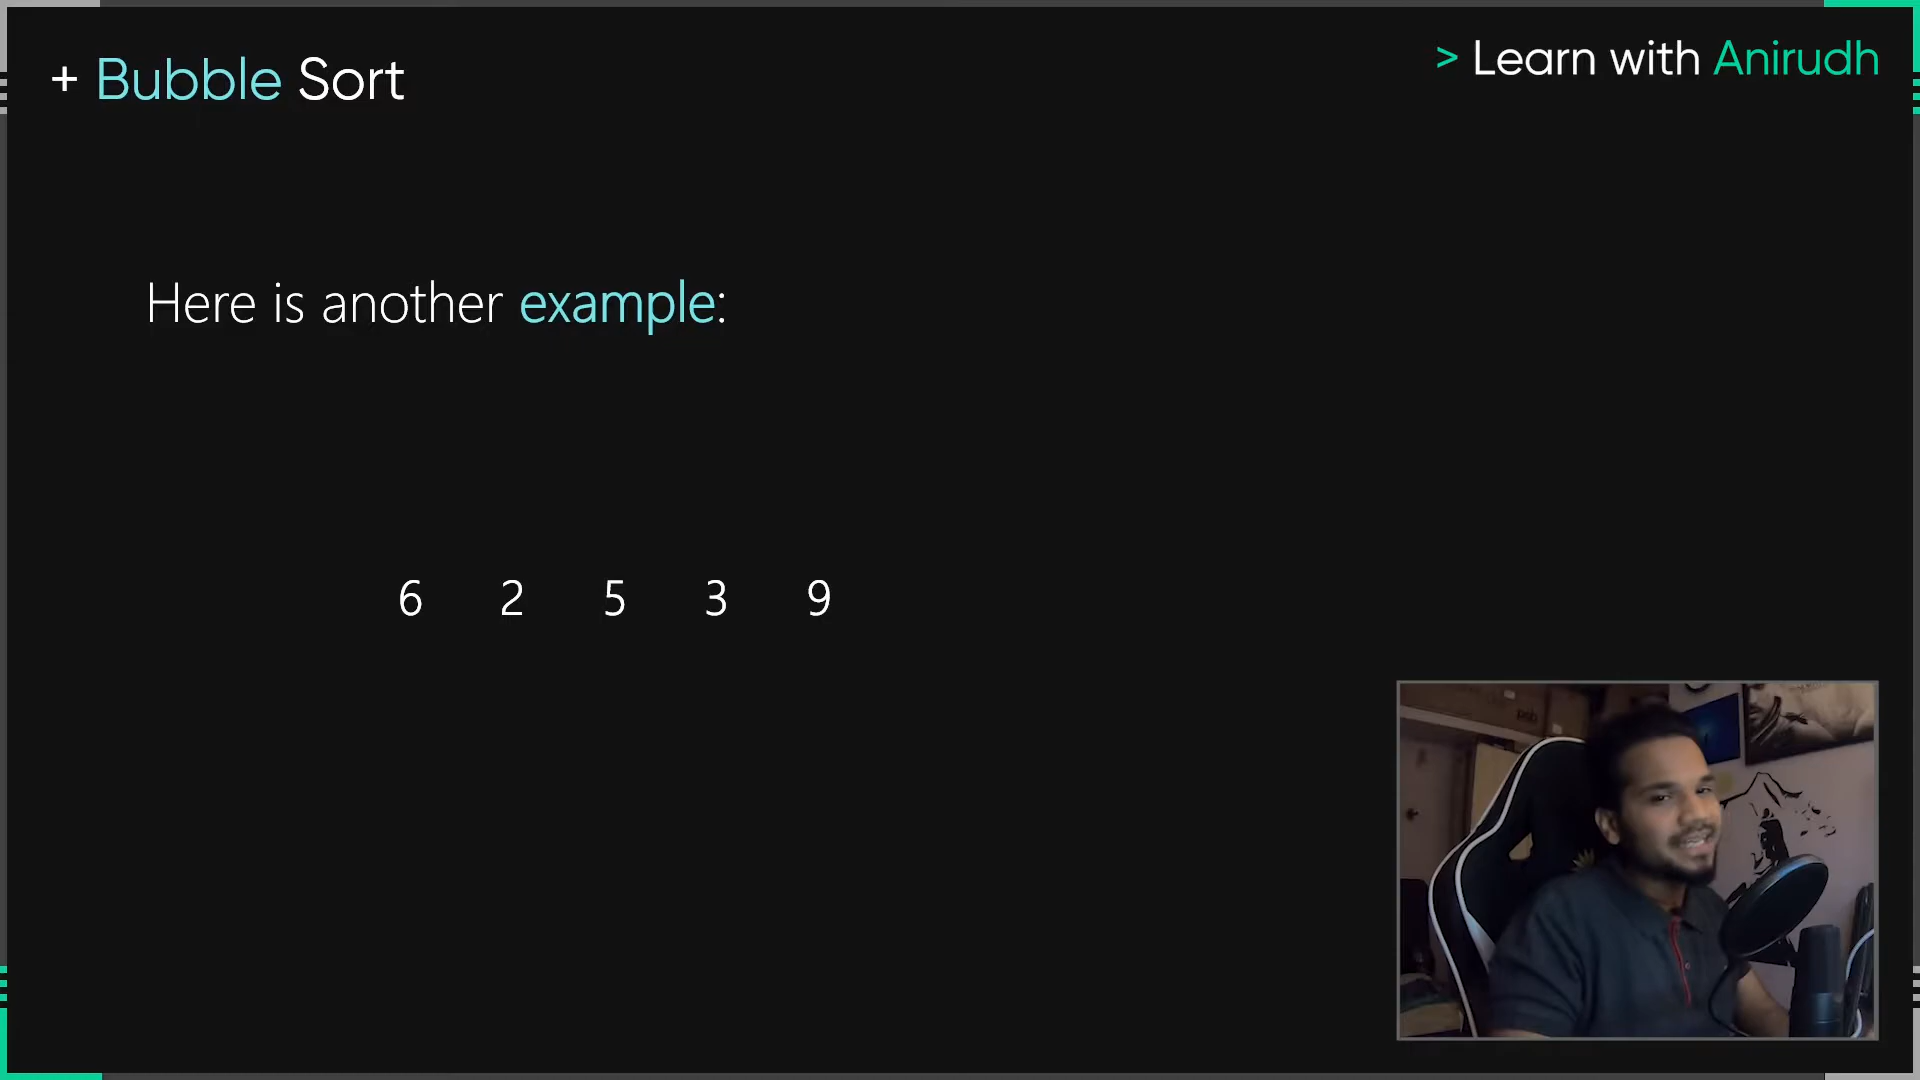 + Bubble Sort
> Learn with Anirudh
Here is another example:
6 2 5 3 9